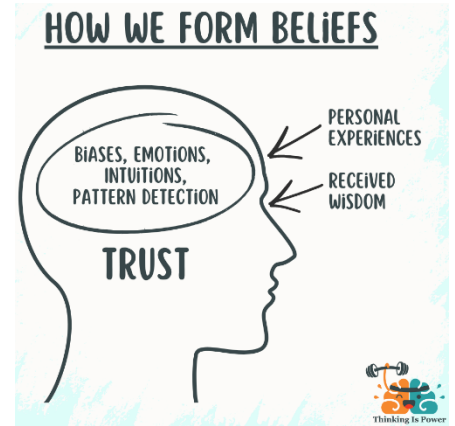 HOW WE FORM BELIEFS
PERSONAL
EXPERIENCES
BIASES, EMOTIONS,
INTUITIONS,
PATTERN DETECTION
RECEIVED
WISDOM
TRUST
Thinking Is Power